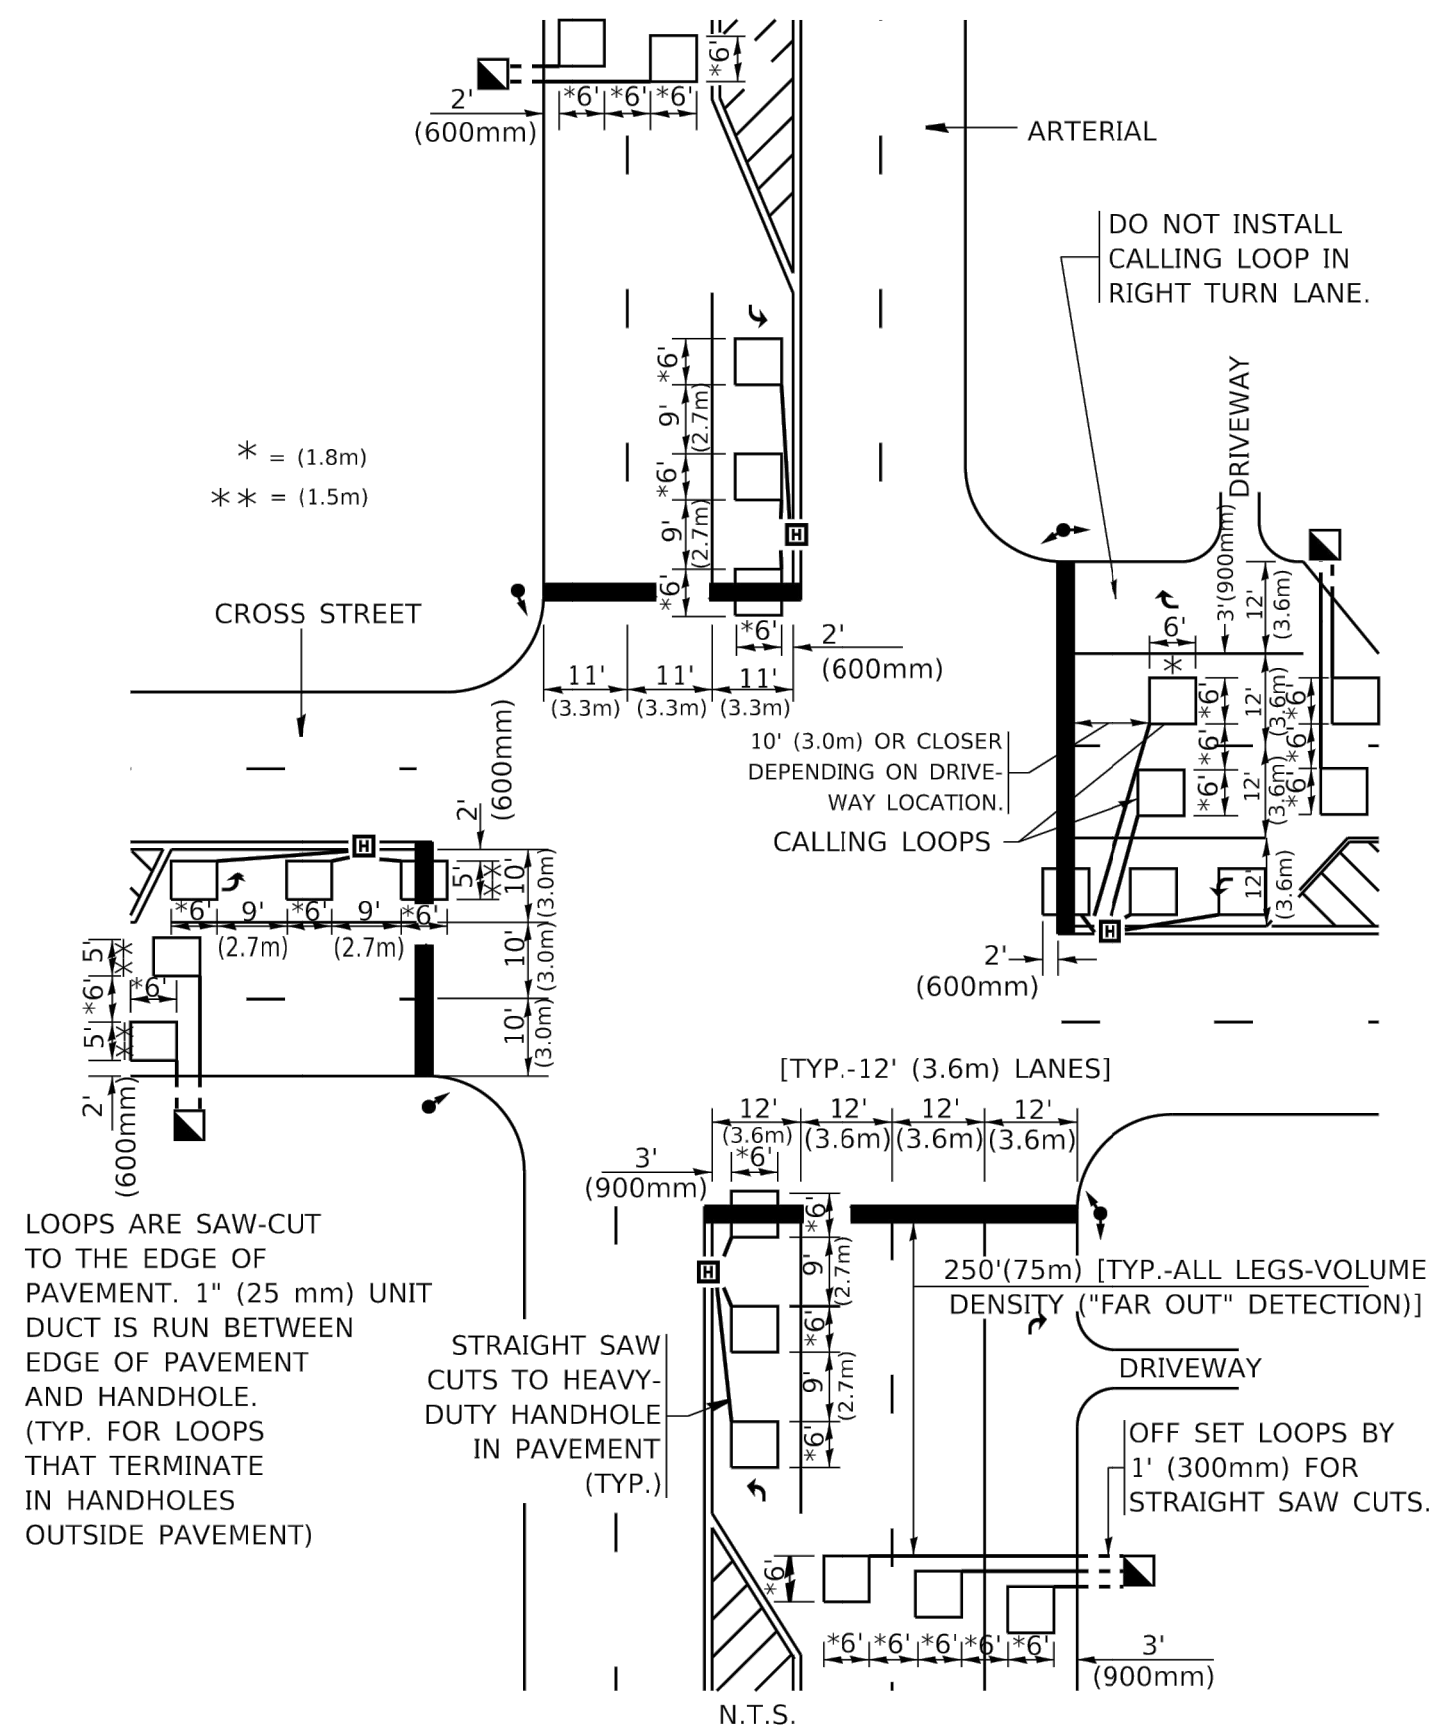 *6'
2'
(600mm)
*6' *6' *6'
ARTERIAL
DO NOT INSTALL
CALLING LOOP IN
RIGHT TURN LANE.
DRIVEWAY
* = (1.8m)
** = (1.5m)
*6'
9'
(2.7m)
*6'
9'
(2.7m)
*6'
H
*6'
2'
(600mm)
11' 11' 11'
(3.3m) (3.3m) (3.3m)
CROSS STREET
3'(900mm)
12'
(3.6m)
6'
*
*6'
*6'
*6'
12'
(3.6m)
12'
(3.6m)
*6'
*6'
*6'
12'
(3.6m)
10' (3.0m) OR CLOSER
DEPENDING ON DRIVE-
WAY LOCATION.
CALLING LOOPS
H
2'
(600mm)
2'
(600mm)
H
5'
**
10'
(3.0m)
*6' 9' *6' 9' *6'
(2.7m) (2.7m)
10'
(3.0m)
10'
(3.0m)
5'
**
*6'
*6'
5'
**
2'
(600mm)
[TYP.-12' (3.6m) LANES]
12' 12' 12' 12'
(3.6m) (3.6m) (3.6m) (3.6m)
3'
(900mm)
*6'
*6'
9'
(2.7m)
*6'
9'
(2.7m)
*6'
H
LOOPS ARE SAW-CUT
TO THE EDGE OF
PAVEMENT. 1" (25 mm) UNIT
DUCT IS RUN BETWEEN
EDGE OF PAVEMENT
AND HANDHOLE.
(TYP. FOR LOOPS
THAT TERMINATE
IN HANDHOLES
OUTSIDE PAVEMENT)
STRAIGHT SAW
CUTS TO HEAVY-
DUTY HANDHOLE
IN PAVEMENT
(TYP.)
250'(75m) [TYP.-ALL LEGS-VOLUME
DENSITY ("FAR OUT" DETECTION)]
DRIVEWAY
OFF SET LOOPS BY
1' (300mm) FOR
STRAIGHT SAW CUTS.
*6'
*6' *6' *6' *6' *6'
3'
(900mm)
N.T.S.